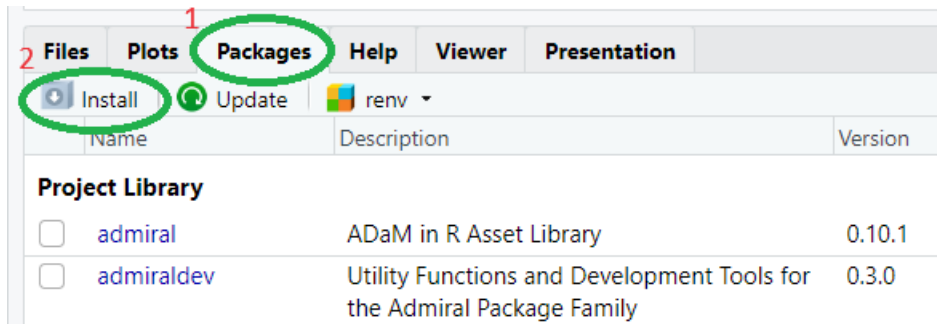 1
2 Files Plots Packages Help Viewer Presentation
Install Update renv
Name Description Version
Project Library
admiral ADaM in R Asset Library 0.10.1
admiraldev Utility Functions and Development Tools for 0.3.0
the Admiral Package Family